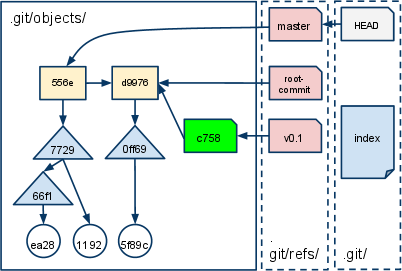 .git/objects/
master
HEAD
556e
d9976
root-
commit
c758
v0.1
index
7729
0ff69
66f1
ea28
1192
5f89c
.
git/refs/
.git/